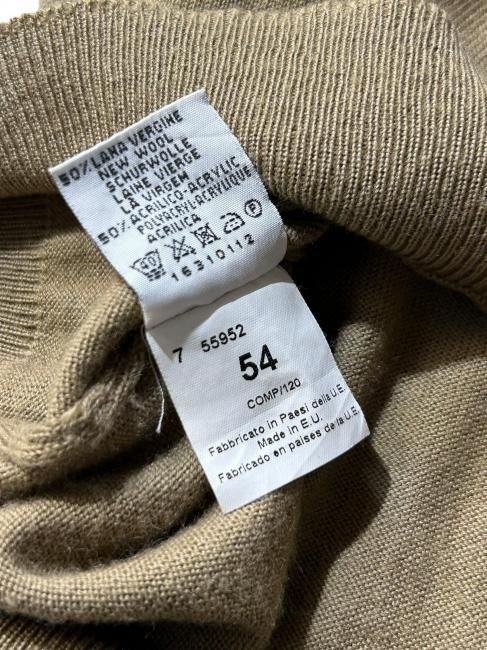 50% LANA VERGINE
NEW WOOL
SCHURWOLLE
LAINE VIERGE
LÃ VIRGEM
50% ACRILICO-ACRYLIC
POLYACRYL-ACRYLIQUE
ACRILICA
40 P
16310112
7 55952
54
COMP/120
Fabbricato in Paesi della U.E.
Made in E.U.
Fabricado en paises de la U.E.